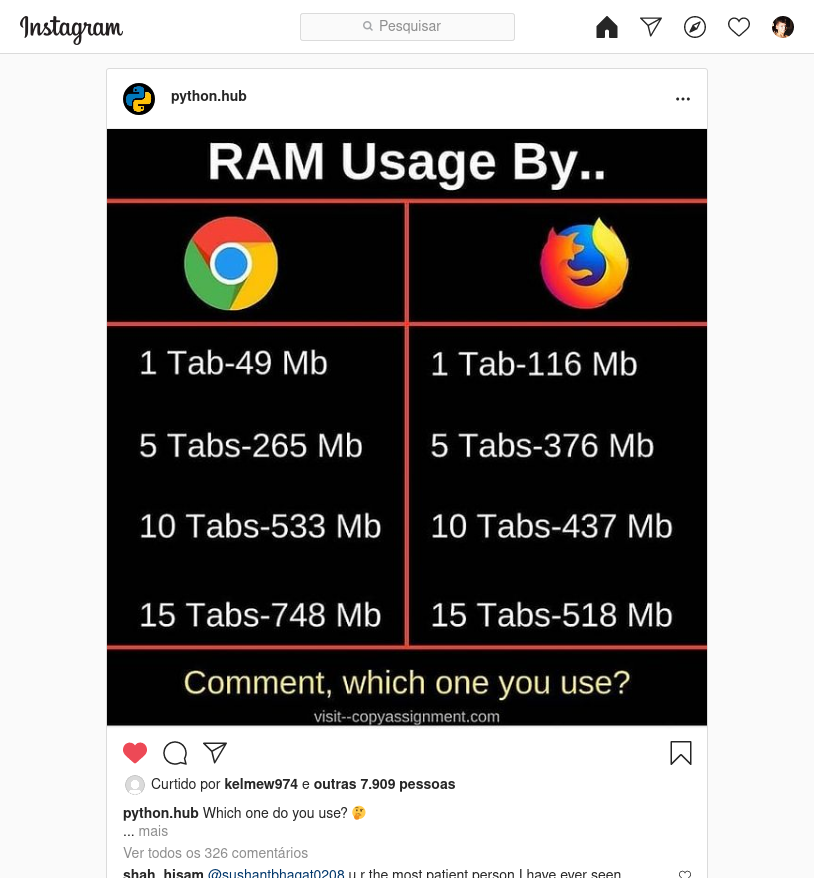 Instagram
Pesquisar
python.hub
RAM Usage By..
1 Tab-49 Mb
1 Tab-116 Mb
5 Tabs-265 Mb
5 Tabs-376 Mb
10 Tabs-533 Mb
10 Tabs-437 Mb
15 Tabs-748 Mb
15 Tabs-518 Mb
Comment, which one you use?
visit--copyassignment.com
Curtido por kelmew974 e outras 7.909 pessoas
python.hub Which one do you use? 🤔
... mais
Ver todos os 326 comentários
shah_hisam @sushantbhagat0208 u r the most patient person I have ever seen